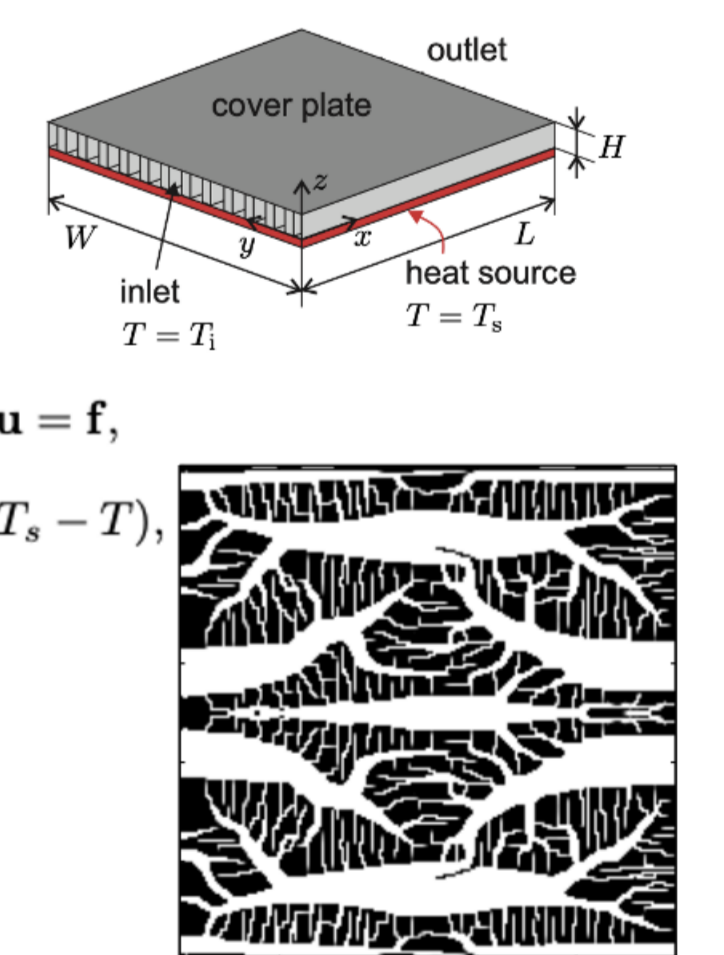 outlet
cover plate
H
z
W
y
x
L
inlet
heat source
T = Tᵢ
T = Tₛ
u = f,
Tₛ − T),